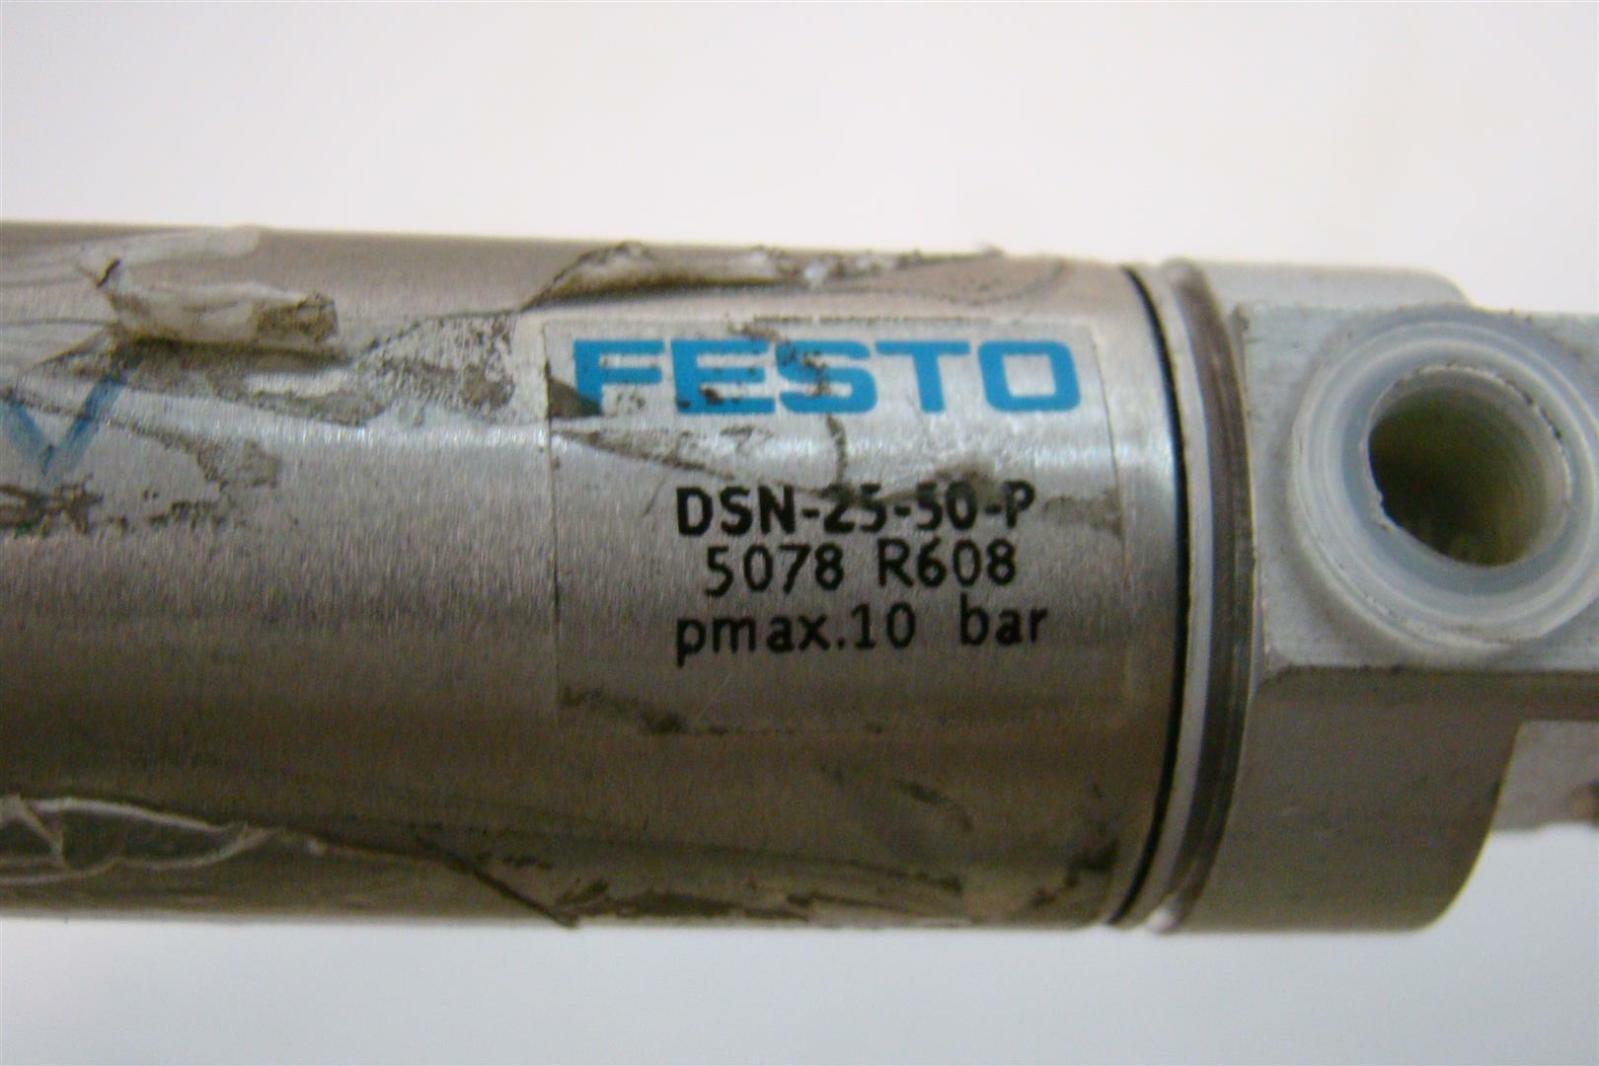 FESTO
DSN-25-50-P
5078 R608
pmax.10 bar